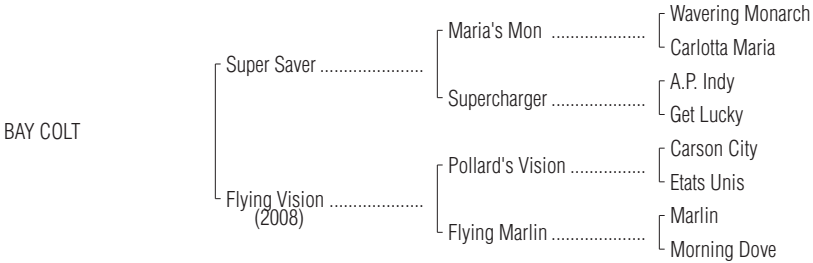 Wavering Monarch
Maria's Mon ....................
Carlotta Maria
Super Saver ......................
A.P. Indy
Supercharger ....................
Get Lucky
BAY COLT
Carson City
Pollard's Vision ................
Etats Unis
Flying Vision ....................
(2008)
Marlin
Flying Marlin ....................
Morning Dove